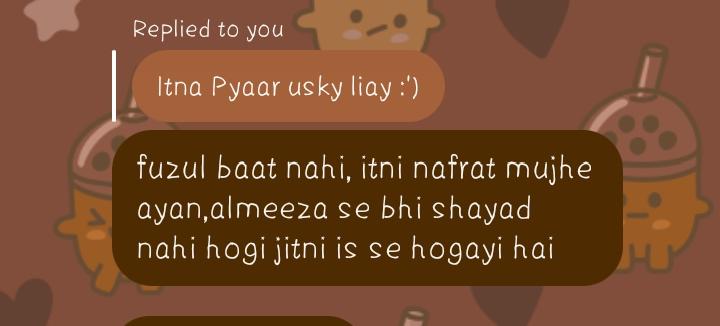 Replied to you
Itna Pyaar usky liay :')
fuzul baat nahi, itni nafrat mujhe
ayan,almeeza se bhi shayad
nahi hogi jitni is se hogayi hai